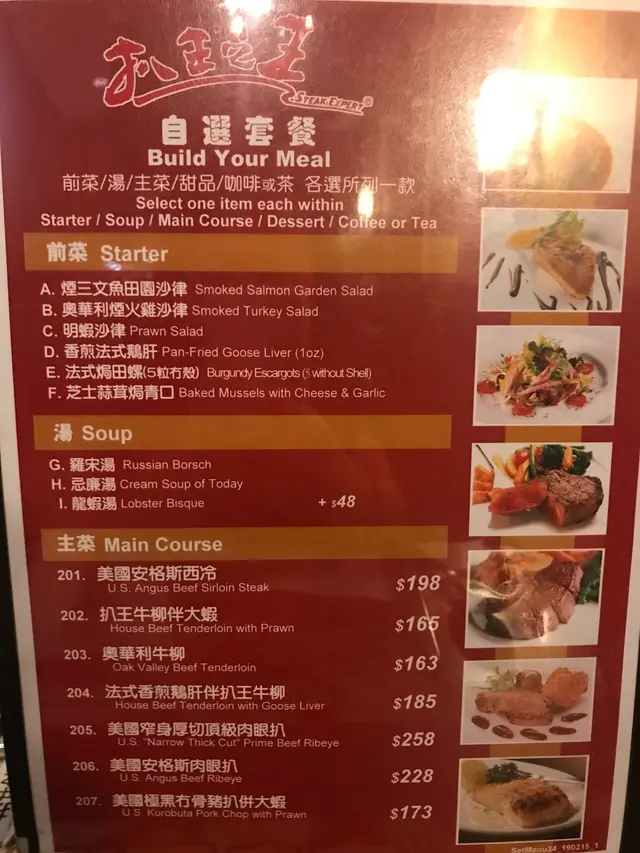 扒王之王
STEAK EXPERT®
自選套餐
Build Your Meal
前菜/湯/主菜/甜品/咖啡或茶 各選所列一款
Select one item each within
Starter / Soup / Main Course / Dessert / Coffee or Tea
前菜 Starter
A. 煙三文魚田園沙律 Smoked Salmon Garden Salad
B. 奧華利煙火雞沙律 Smoked Turkey Salad
C. 明蝦沙律 Prawn Salad
D. 香煎法式鵝肝 Pan-Fried Goose Liver (1oz)
E. 法式焗田螺(5粒冇殼) Burgundy Escargots (5 without Shell)
F. 芝士蒜茸焗青口 Baked Mussels with Cheese & Garlic
湯 Soup
G. 羅宋湯 Russian Borsch
H. 忌廉湯 Cream Soup of Today
I. 龍蝦湯 Lobster Bisque + $48
主菜 Main Course
201. 美國安格斯西冷 $198
U.S. Angus Beef Sirloin Steak
202. 扒王牛柳伴大蝦 $165
House Beef Tenderloin with Prawn
203. 奧華利牛柳 $163
Oak Valley Beef Tenderloin
204. 法式香煎鵝肝伴扒王牛柳 $185
House Beef Tenderloin with Goose Liver
205. 美國窄身厚切頂級肉眼扒 $258
U.S. "Narrow Thick Cut" Prime Beef Ribeye
206. 美國安格斯肉眼扒 $228
U.S. Angus Beef Ribeye
207. 美國極黑冇骨豬扒併大蝦 $173
U.S. Kurobuta Pork Chop with Prawn
SetMenu34_190215_1